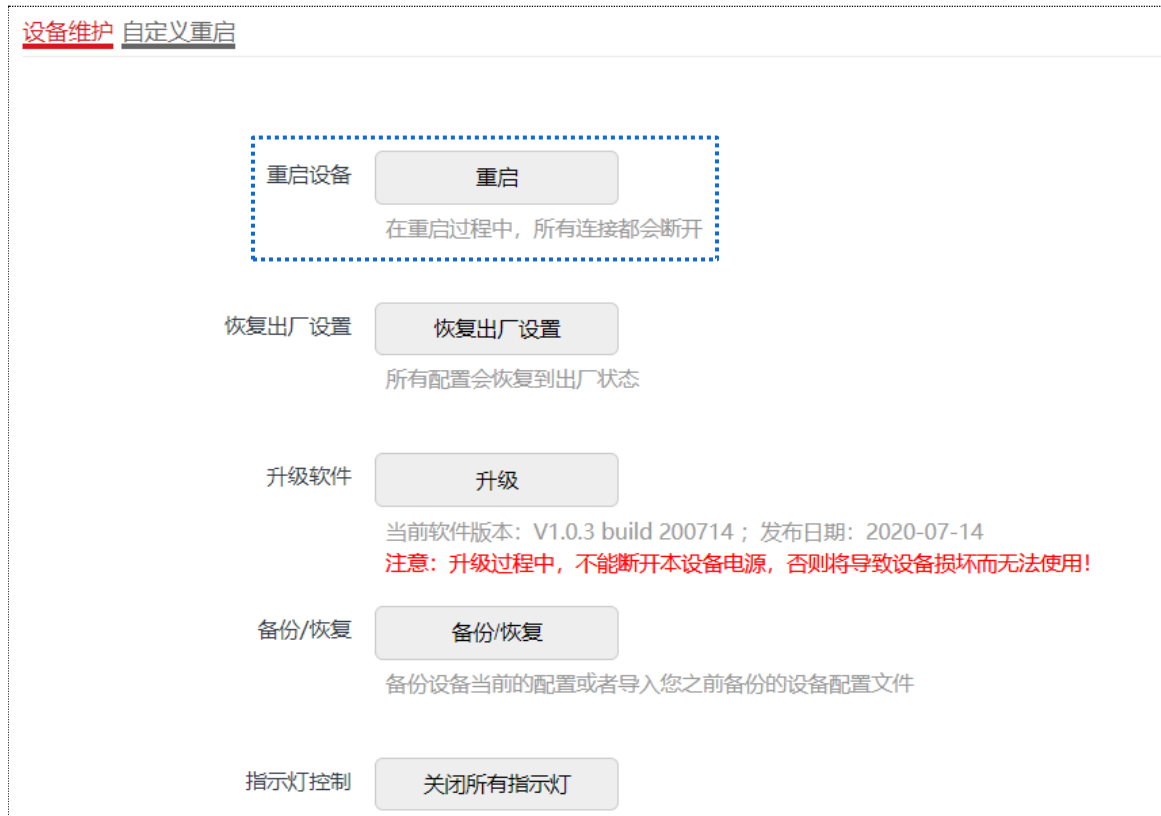 设备维护 自定义重启
重启设备 重启
在重启过程中，所有连接都会断开
恢复出厂设置 恢复出厂设置
所有配置会恢复到出厂状态
升级软件 升级
当前软件版本：V1.0.3 build 200714 ；发布日期：2020-07-14
注意：升级过程中，不能断开本设备电源，否则将导致设备损坏而无法使用！
备份/恢复 备份/恢复
备份设备当前的配置或者导入您之前备份的设备配置文件
指示灯控制 关闭所有指示灯